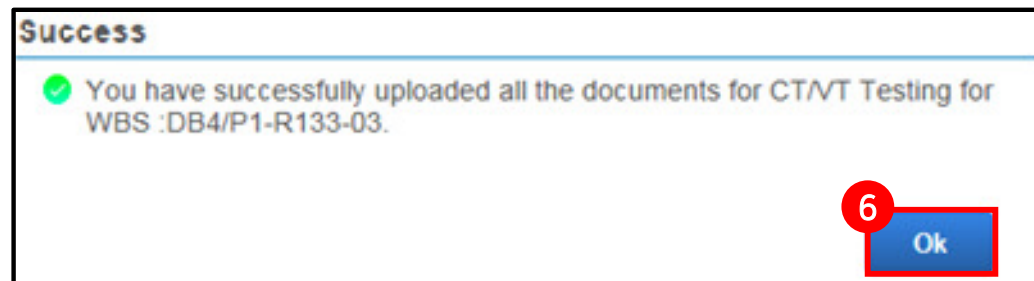 Success
You have successfully uploaded all the documents for CT/VT Testing for
WBS :DB4/P1-R133-03.
6
Ok